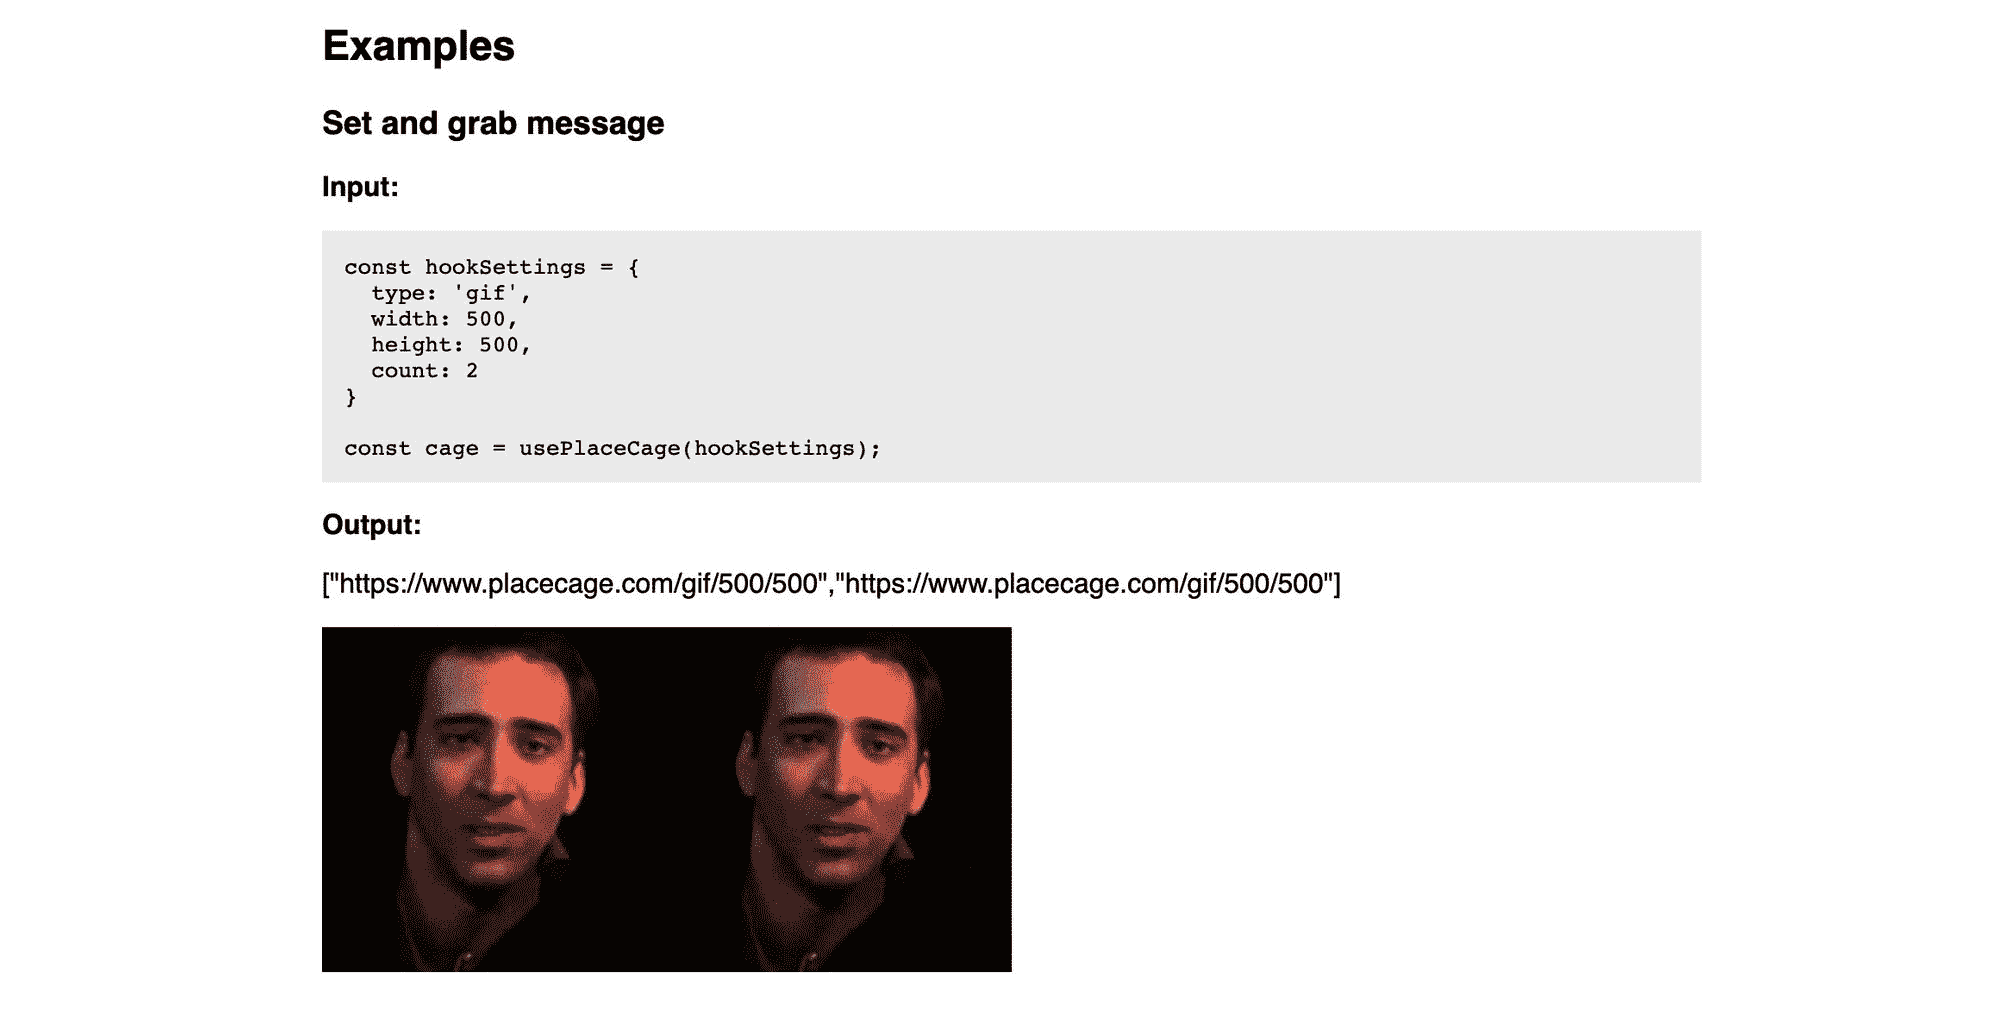 Examples
Set and grab message
Input:
const hookSettings = {
  type: 'gif',
  width: 500,
  height: 500,
  count: 2
}
const cage = usePlaceCage(hookSettings);
Output:
["https://www.placecage.com/gif/500/500","https://www.placecage.com/gif/500/500"]